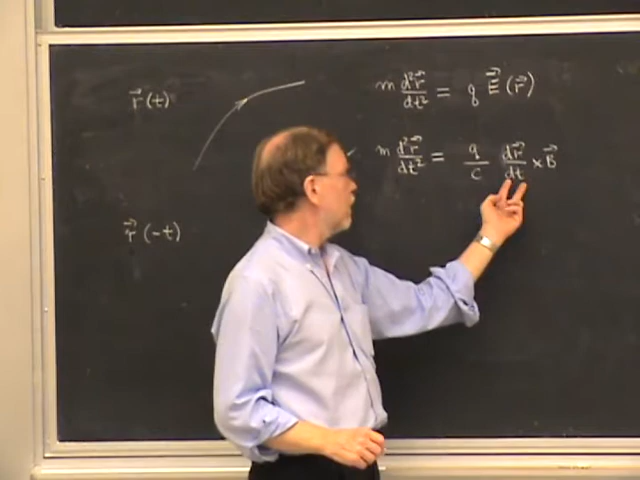 r⃗(t)
m d²r⃗/dt² = q E⃗(r⃗)
m d²r⃗/dt² = q/c dr⃗/dt × B⃗
r⃗(-t)